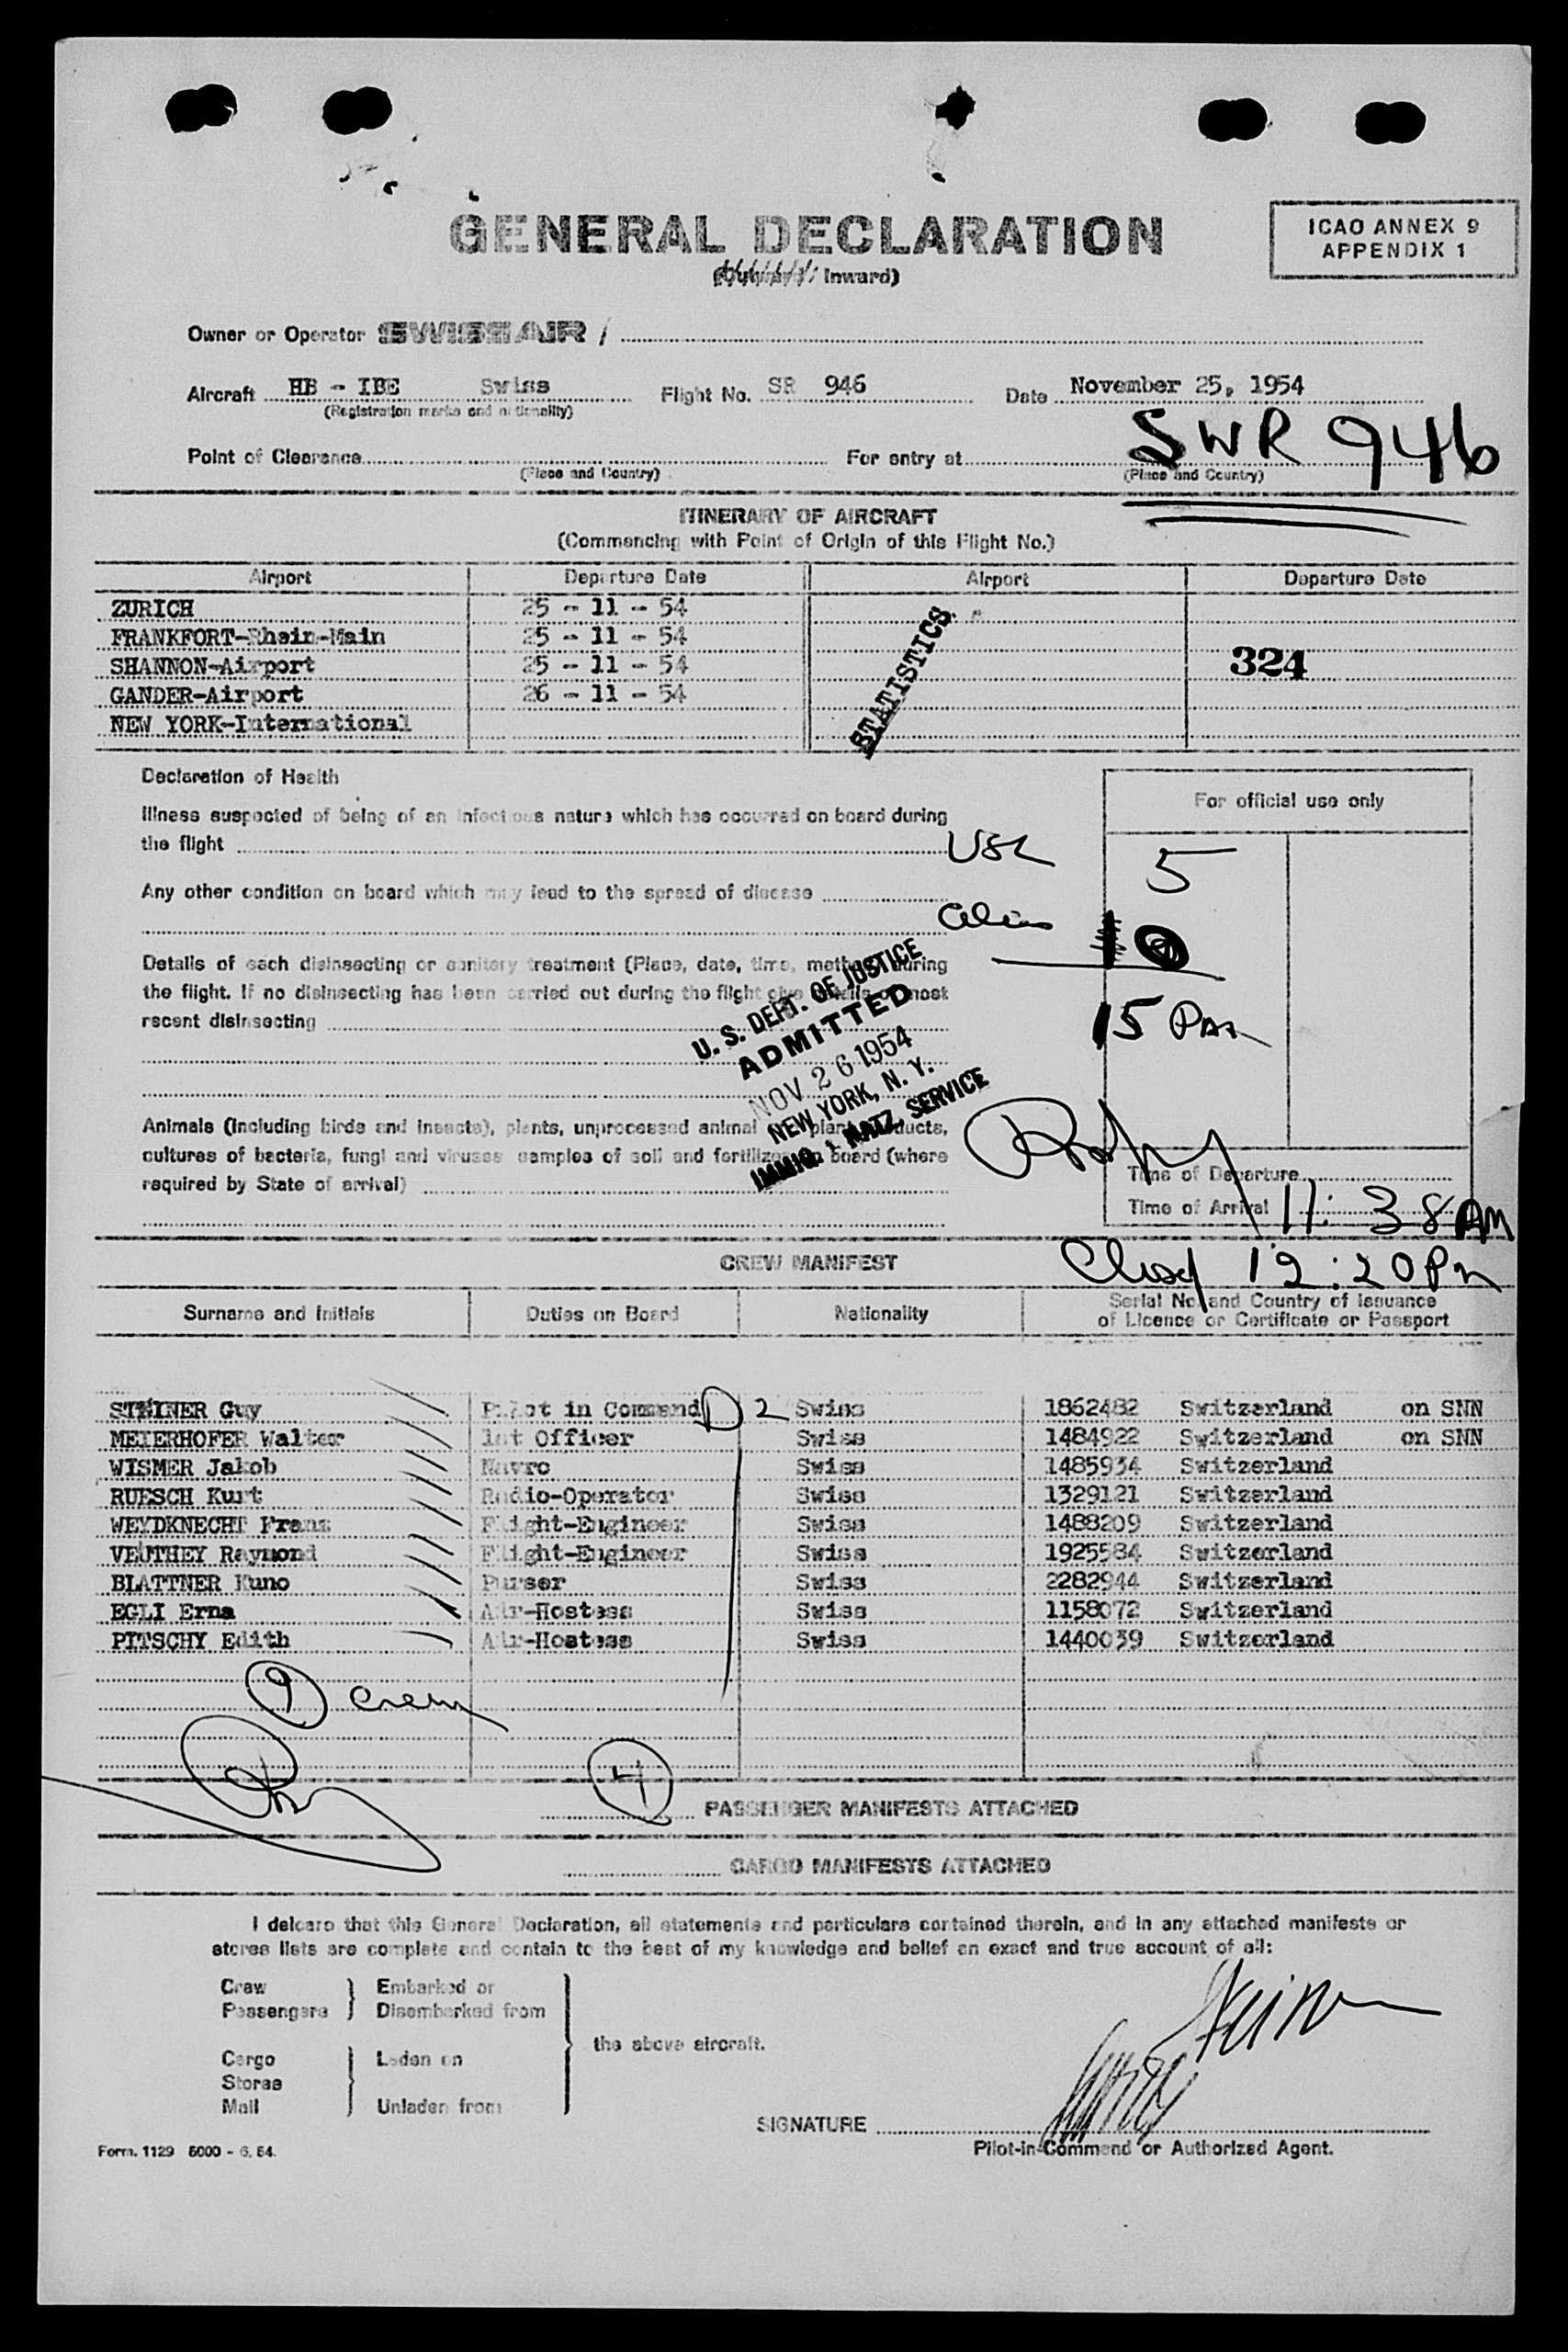 GENERAL DECLARATION
ICAO ANNEX 9
APPENDIX 1
(Outward/ Inward)
Owner or Operator SWISSAIR /
Aircraft HB - IBE Swiss Flight No. SR 946 Date November 25, 1954
(Registration marks and nationality)
SWR 946
Point of Clearance For entry at
(Place and Country) (Place and Country)
ITINERARY OF AIRCRAFT
(Commencing with Point of Origin of this Flight No.)
Airport Departure Date Airport Departure Date
ZURICH 25 - 11 - 54
FRANKFORT-Rhein-Main 25 - 11 - 54
SHANNON-Airport 25 - 11 - 54
GANDER-Airport 26 - 11 - 54
NEW YORK-International
STATISTICS
324
Declaration of Health
Illness suspected of being of an infectious nature which has occurred on board during
the flight
Any other condition on board which may lead to the spread of disease
Details of each disinsecting or sanitary treatment (Place, date, time, method) during
the flight. If no disinsecting has been carried out during the flight give details of most
recent disinsecting
Animals (including birds and insects), plants, unprocessed animal and plant products,
cultures of bacteria, fungi and viruses samples of soil and fertilizer on board (where
required by State of arrival)
U. S. DEPT. OF JUSTICE
ADMITTED
NOV 26 1954
NEW YORK, N. Y.
IMMIG. & NATZ. SERVICE
For official use only
USC 5
Aliens 10
15 Pax
Time of Departure
Time of Arrival 11:38 AM
CREW MANIFEST
12:20 Pm
Surname and Initials Duties on Board Nationality Serial No. and Country of issuance
of Licence or Certificate or Passport
STEINER Guy Pilot in Command D2 Swiss 1862482 Switzerland on SNN
MEIERHOFER Walter 1st Officer Swiss 1484922 Switzerland on SNN
WISMER Jakob Navro Swiss 1485934 Switzerland
RUESCH Kurt Radio-Operator Swiss 1329121 Switzerland
WEYDKNECHT Franz Flight-Engineer Swiss 1488209 Switzerland
VEUTHEY Raymond Flight-Engineer Swiss 1925584 Switzerland
BLATTNER Kuno Purser Swiss 2282944 Switzerland
EGLI Erna Air-Hostess Swiss 1158072 Switzerland
PITSCHY Edith Air-Hostess Swiss 1440039 Switzerland
9 crew
4 PASSENGER MANIFESTS ATTACHED
CARGO MANIFESTS ATTACHED
I delcare that this General Declaration, all statements and particulars contained therein, and in any attached manifests or
stores lists are complete and contain to the best of my knowledge and belief an exact and true account of all:
Crew Embarked or
Passengers Disembarked from
the above aircraft.
Cargo Laden on
Stores
Mail Unladen from
SIGNATURE
Pilot-in-Command or Authorized Agent.
Form. 1129 5000 - 6. 54.